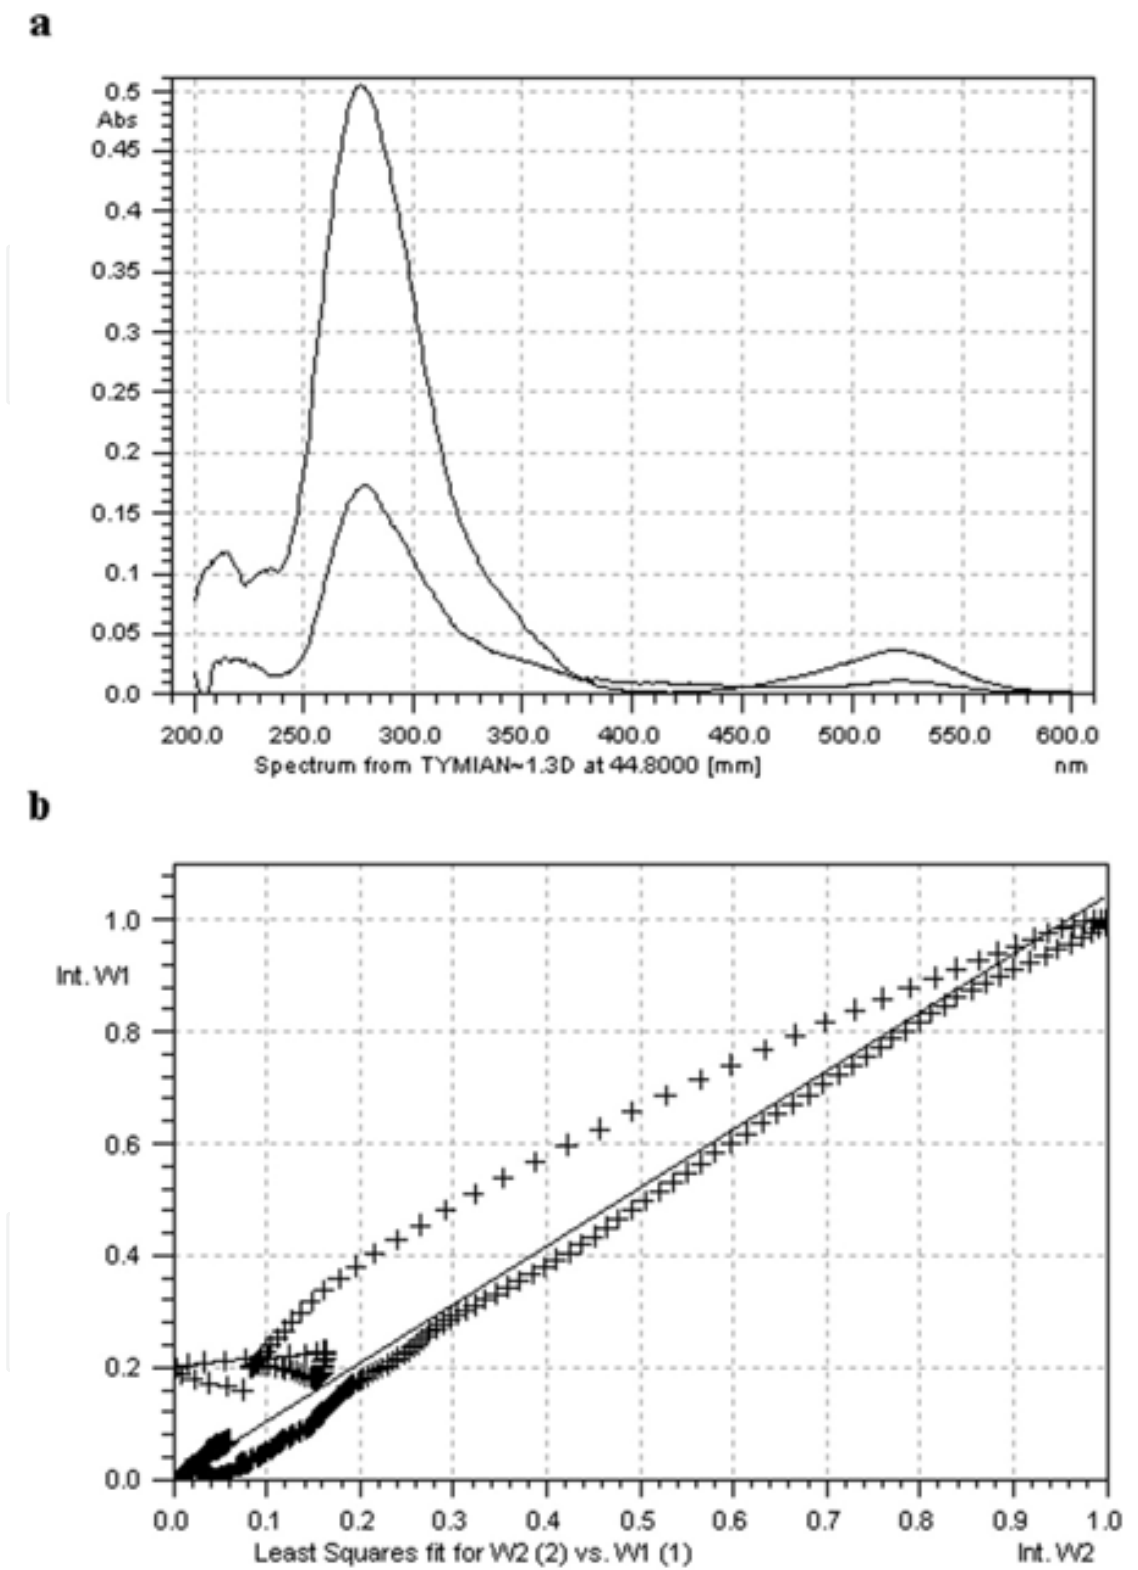 a
0.5
Abs
0.45
0.4
0.35
0.3
0.25
0.2
0.15
0.1
0.05
0.0
200.0 250.0 300.0 350.0 400.0 450.0 500.0 550.0 600.0
Spectrum from TYMIAN~1.3D at 44.8000 [mm] nm
b
1.0
Int. W1
0.8
0.6
0.4
0.2
0.0
0.0 0.1 0.2 0.3 0.4 0.5 0.6 0.7 0.8 0.9 1.0
Least Squares fit for W2 (2) vs. W1 (1) Int. W2